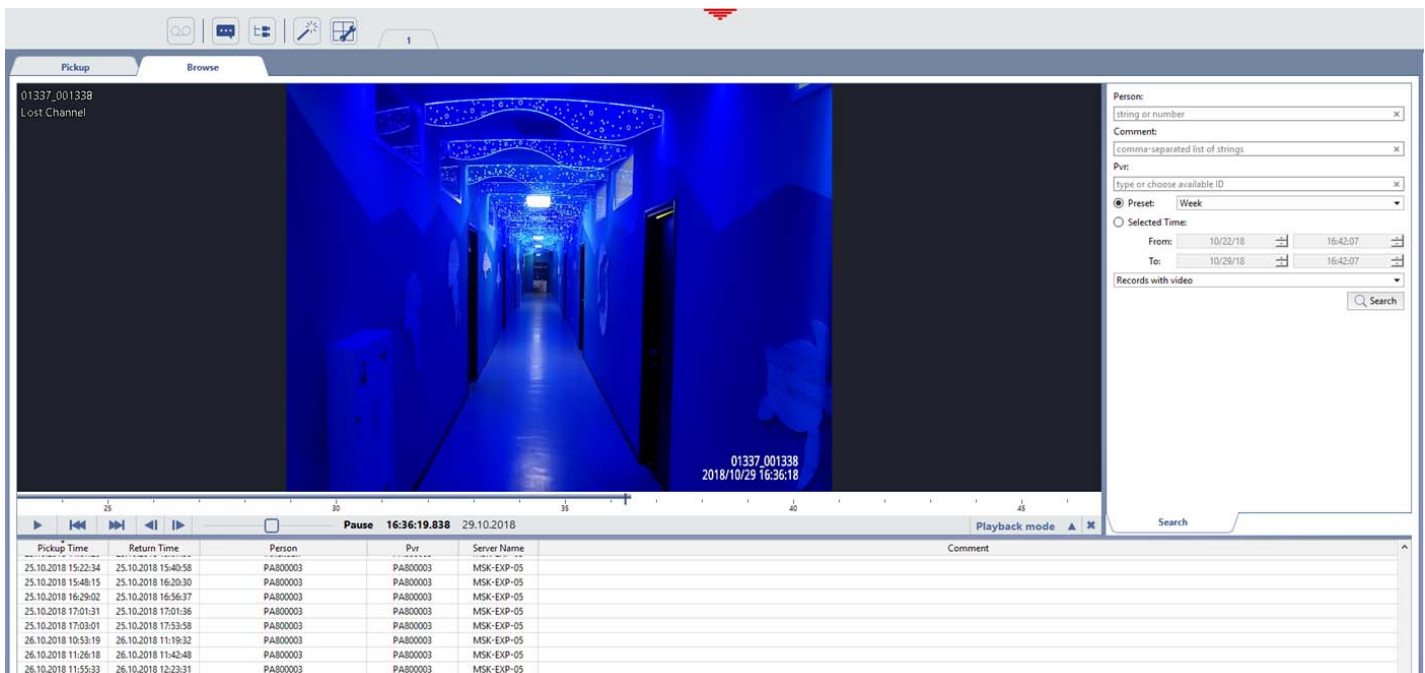 1
Pickup Browse
01337_001338
Lost Channel
01337_001338
2018/10/29 16:36:18
25 30 35 40 45
Pause 16:36:19.838 29.10.2018 Playback mode
Person:
string or number
Comment:
comma-separated list of strings
Pvr:
type or choose available ID
Preset: Week
Selected Time:
From: 10/22/18 16:42:07
To: 10/29/18 16:42:07
Records with video
Search
Search
Pickup Time Return Time Person Pvr Server Name Comment
25.10.2018 15:22:34 25.10.2018 15:40:58 PA800003 PA800003 MSK-EXP-05
25.10.2018 15:48:15 25.10.2018 16:20:30 PA800003 PA800003 MSK-EXP-05
25.10.2018 16:29:02 25.10.2018 16:56:37 PA800003 PA800003 MSK-EXP-05
25.10.2018 17:01:31 25.10.2018 17:01:36 PA800003 PA800003 MSK-EXP-05
25.10.2018 17:03:01 25.10.2018 17:53:58 PA800003 PA800003 MSK-EXP-05
26.10.2018 10:53:19 26.10.2018 11:19:32 PA800003 PA800003 MSK-EXP-05
26.10.2018 11:26:18 26.10.2018 11:42:48 PA800003 PA800003 MSK-EXP-05
26.10.2018 11:55:33 26.10.2018 12:23:31 PA800003 PA800003 MSK-EXP-05